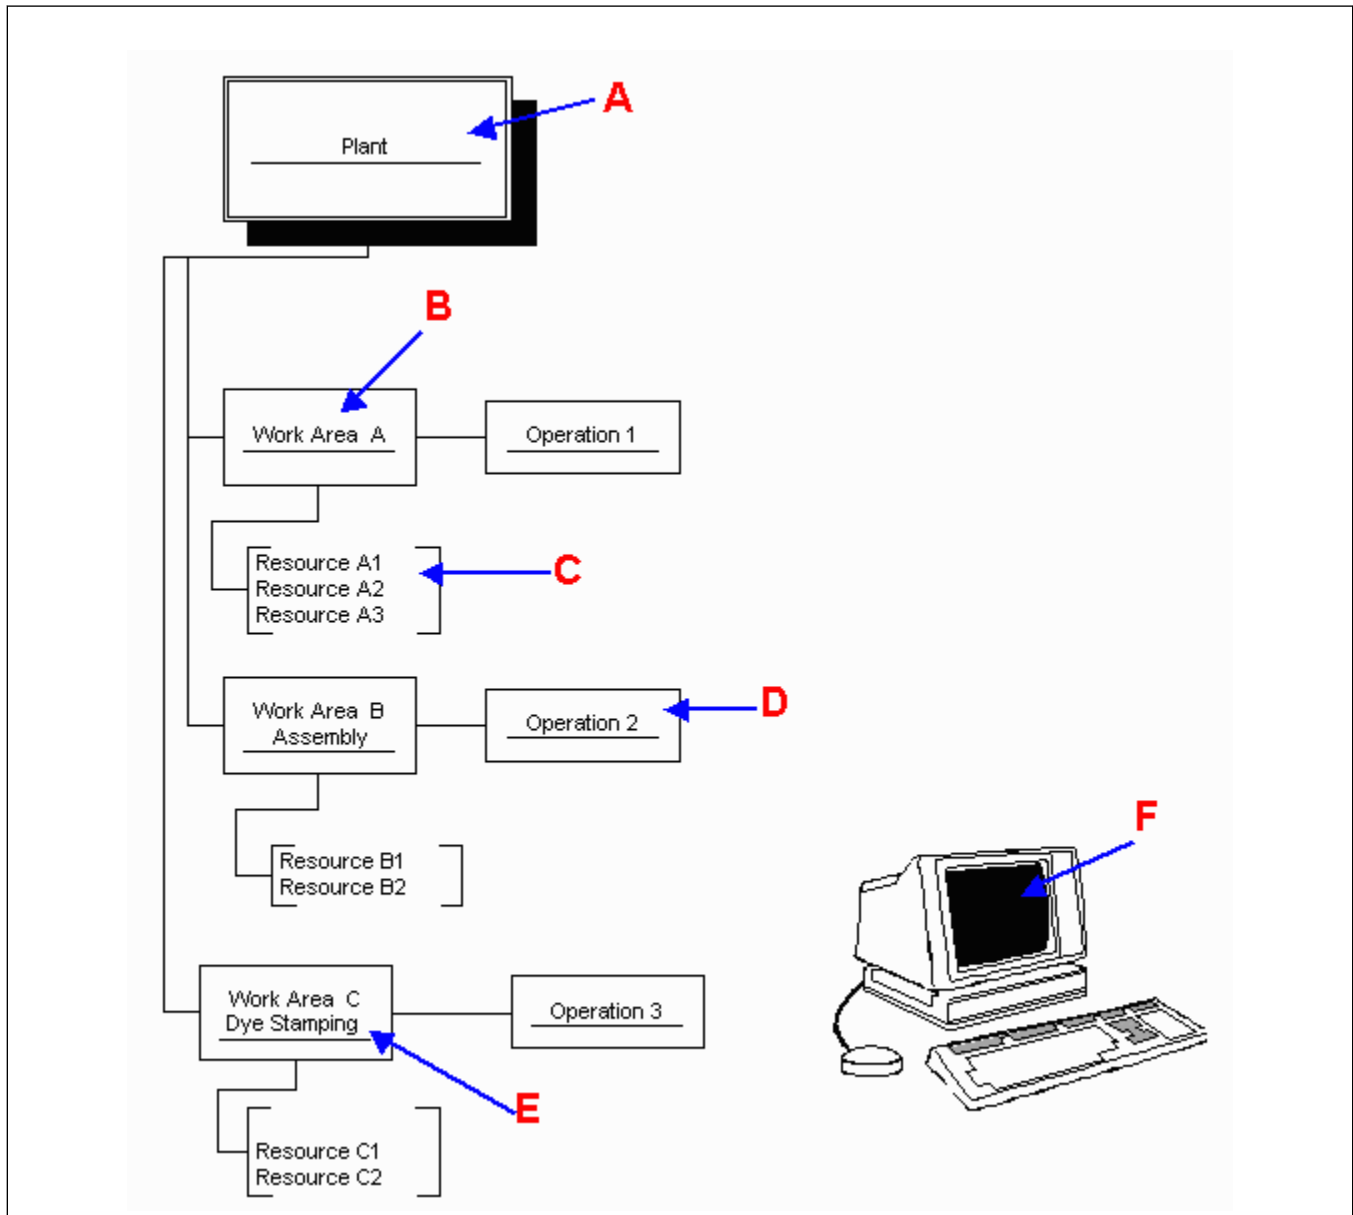 A
Plant
B
Work Area A
Operation 1
Resource A1
Resource A2
Resource A3
C
Work Area B
Assembly
Operation 2
D
Resource B1
Resource B2
F
Work Area C
Dye Stamping
Operation 3
E
Resource C1
Resource C2